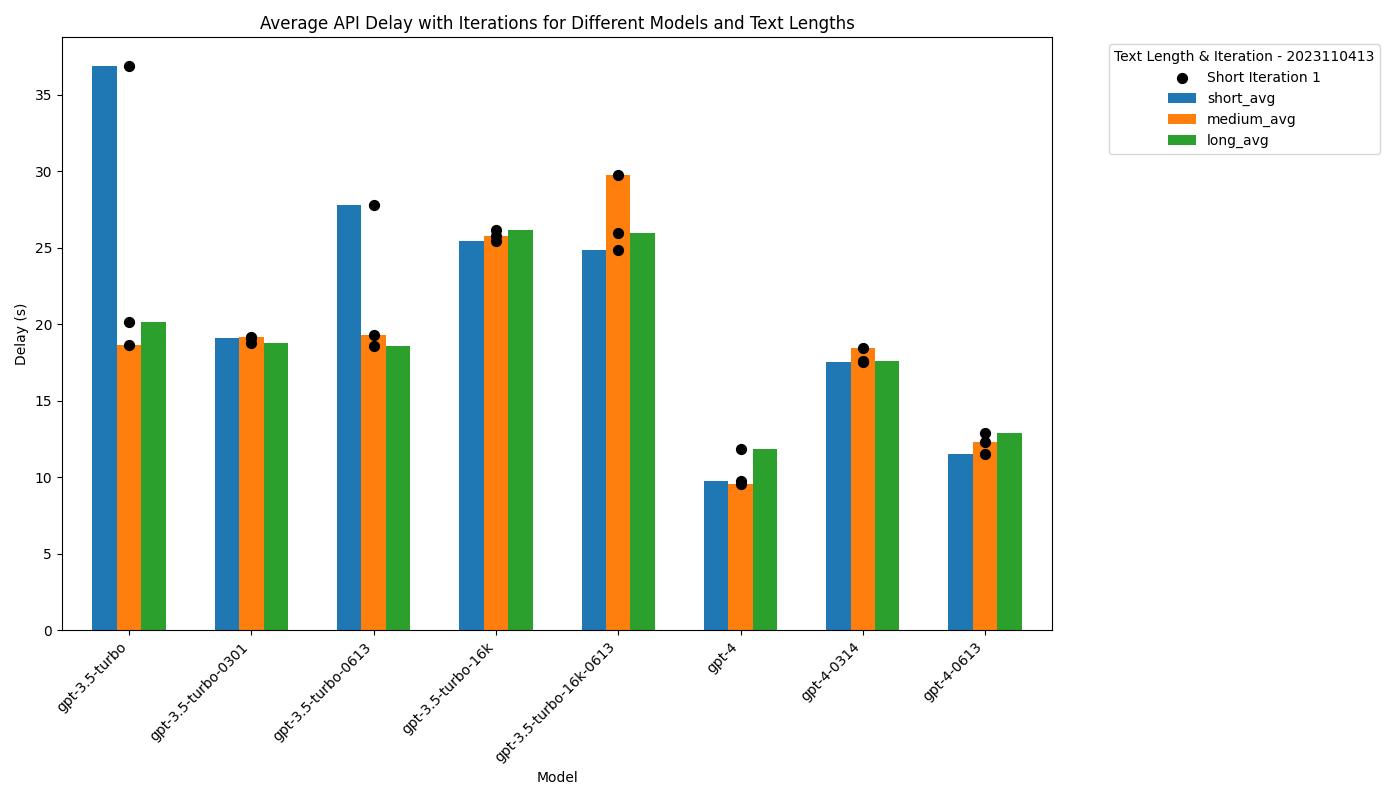 Average API Delay with Iterations for Different Models and Text Lengths
Text Length & Iteration - 2023110413
Short Iteration 1
short_avg
medium_avg
long_avg
Delay (s)
35
30
25
20
15
10
5
0
gpt-3.5-turbo
gpt-3.5-turbo-0301
gpt-3.5-turbo-0613
gpt-3.5-turbo-16k
gpt-3.5-turbo-16k-0613
gpt-4
gpt-4-0314
gpt-4-0613
Model